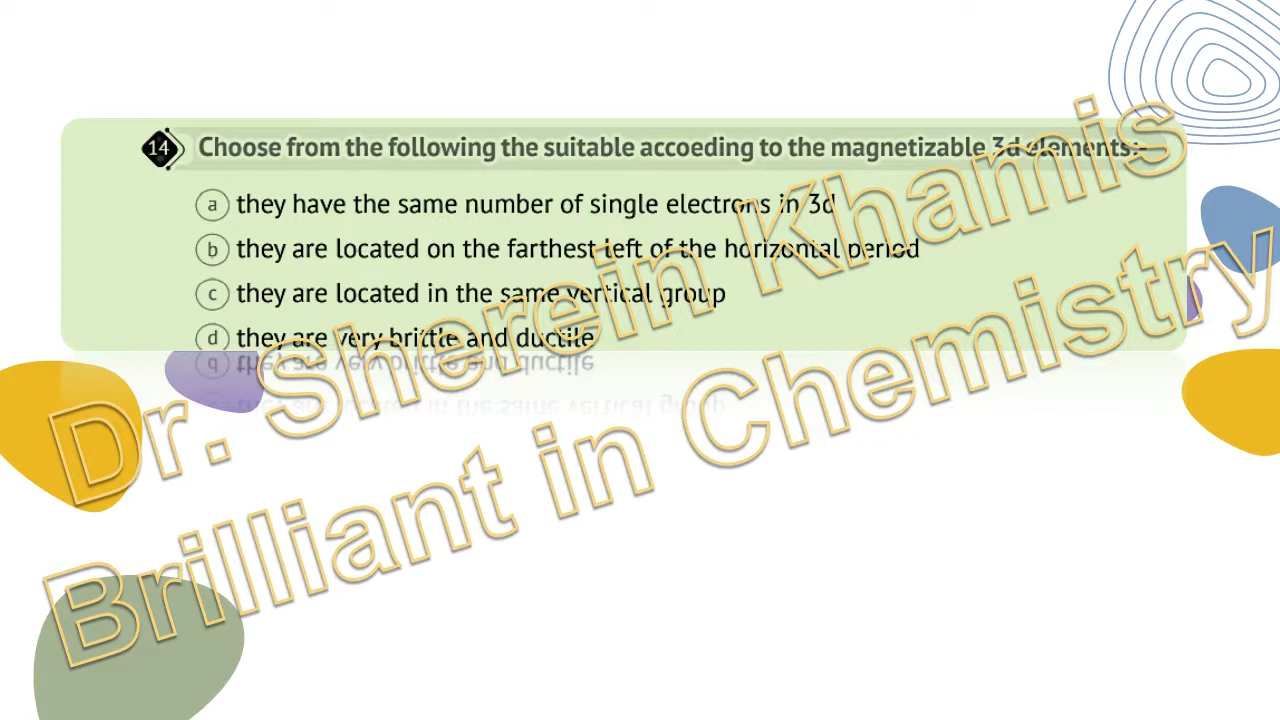 14 Choose from the following the suitable accoeding to the magnetizable 3d elements:-
a they have the same number of single electrons in 3d
b they are located on the farthest left of the horizontal period
c they are located in the same vertical group
d they are very brittle and ductile
Dr. Sherein Khamis
Brilliant in Chemistry